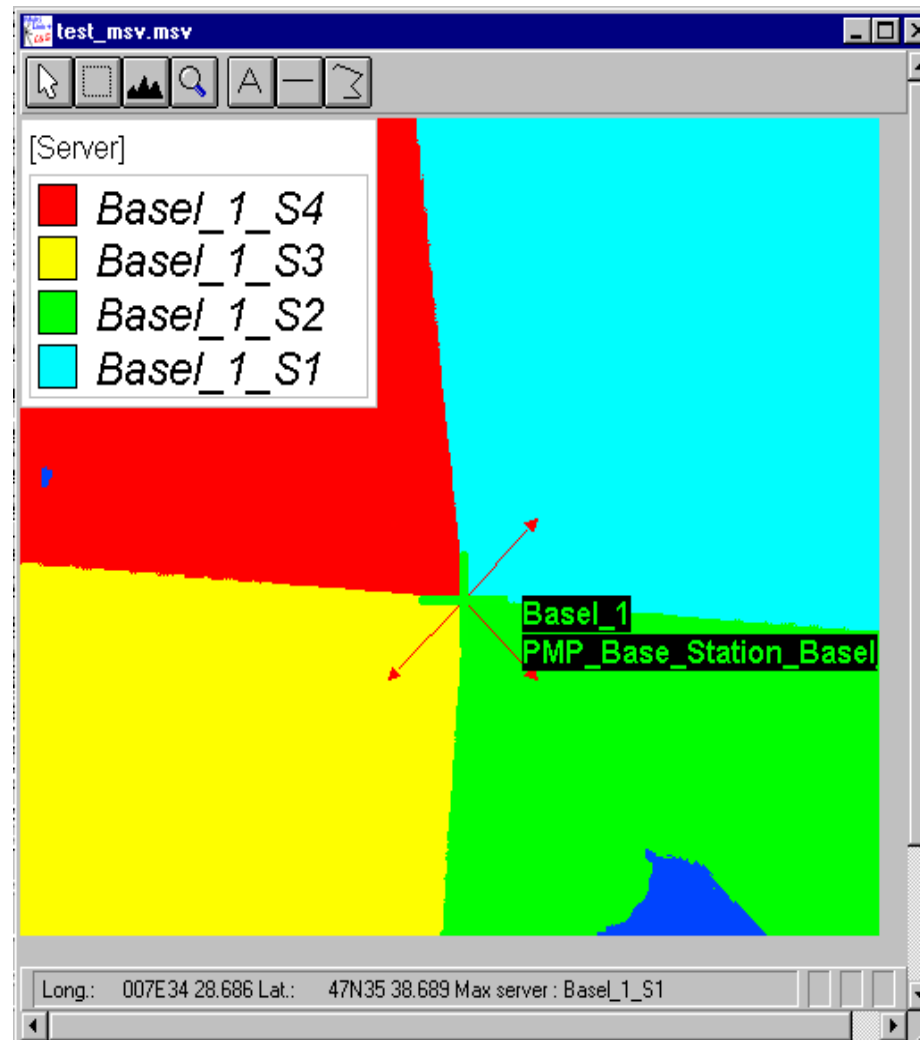 test_msv.msv
A
[Server]
Basel_1_S4
Basel_1_S3
Basel_1_S2
Basel_1_S1
Basel_1
PMP_Base_Station_Basel_
Long.: 007E34 28.686 Lat.: 47N35 38.689 Max server : Basel_1_S1